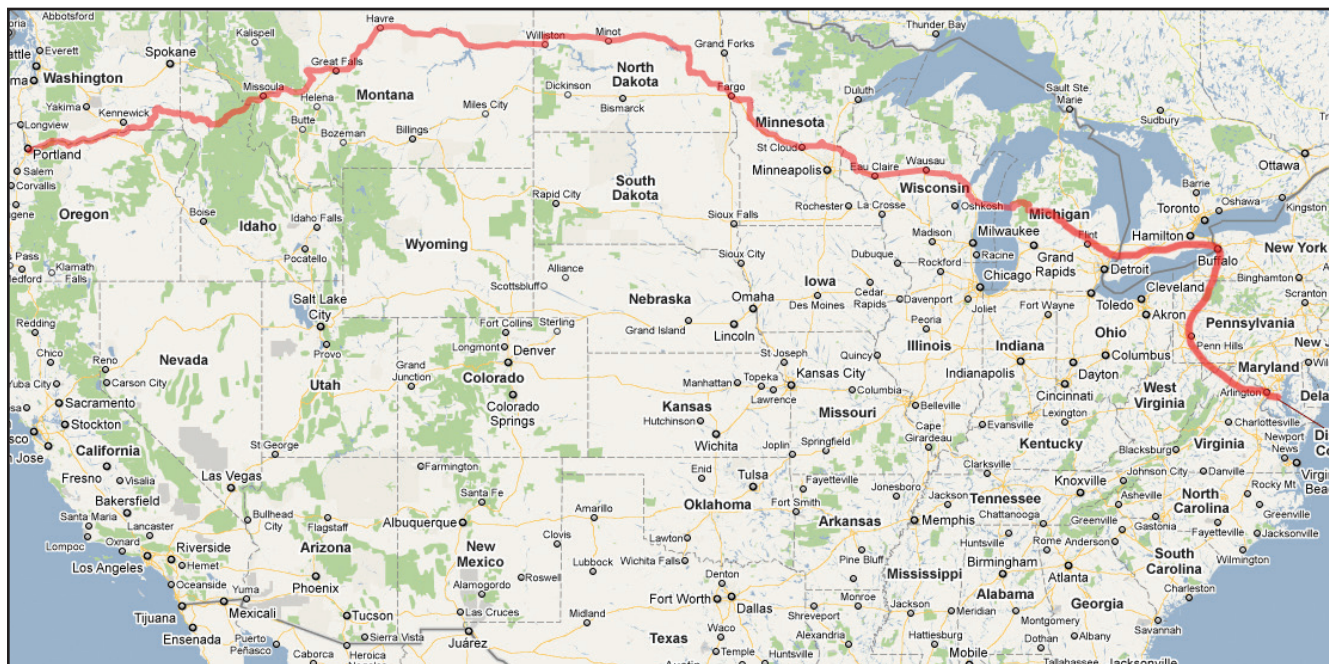 Abbotsford
Everett
Spokane
Kalispell
Havre
Williston
Minot
Grand Forks
Thunder Bay
Washington
Great Falls
North
Dakota
Yakima
Kennewick
Missoula
Helena
Montana
Miles City
Dickinson
Bismarck
Fargo
Duluth
Sault Ste
Marie
Sudbury
Longview
Butte
Bozeman
Billings
Minnesota
Ottawa
Portland
Salem
Corvallis
St Cloud
Minneapolis
Eau Claire
Wausau
Wisconsin
Barrie
Oshawa
Kingston
Oregon
Boise
Idaho
Idaho Falls
Pocatello
Wyoming
Rapid City
South
Dakota
Sioux Falls
Rochester
La Crosse
Oshkosh
Michigan
Toronto
Hamilton
Klamath
Falls
Sioux City
Madison
Milwaukee
Racine
Grand
Rapids
Flint
Detroit
Buffalo
New York
Binghamton
Scranton
Redding
Salt Lake
City
Alliance
Scottsbluff
Nebraska
Omaha
Iowa
Des Moines
Cedar
Rapids
Dubuque
Rockford
Chicago
Davenport
Joliet
Fort Wayne
Toledo
Cleveland
Akron
Pennsylvania
Penn Hills
Chico
Reno
Nevada
Provo
Fort Collins
Sterling
Longmont
Denver
Grand Island
Lincoln
Peoria
Illinois
Indiana
Ohio
Columbus
Yuba City
Carson City
Utah
Grand
Junction
Colorado
Colorado
Springs
St Joseph
Manhattan
Topeka
Kansas City
Lawrence
Quincy
Columbia
Indianapolis
Dayton
Cincinnati
West
Virginia
Maryland
Arlington
Sacramento
Stockton
Kansas
Hutchinson
Wichita
Missouri
Belleville
Evansville
Lexington
Charlottesville
California
Fresno
Visalia
St George
Las Vegas
Farmington
Joplin
Springfield
Cape
Girardeau
Kentucky
Blacksburg
Virginia
Newport
News
Bakersfield
Santa Maria
Lancaster
Bullhead
City
Flagstaff
Santa Fe
Albuquerque
Amarillo
Enid
Tulsa
Oklahoma
Fayetteville
Fort Smith
Jonesboro
Clarksville
Tennessee
Jackson
Knoxville
Johnson City
Danville
Rocky Mt
Asheville
North
Carolina
Greenville
Lompoc
Oxnard
Los Angeles
Riverside
Hemet
Oceanside
Arizona
Phoenix
New
Mexico
Clovis
Roswell
Lubbock
Lawton
Wichita Falls
Arkansas
Pine Bluff
Memphis
Chattanooga
Huntsville
Rome
Greenville
Anderson
Gastonia
Fayetteville
Jacksonville
South
Carolina
Wilmington
Tijuana
Ensenada
Yuma
Mexicali
Tucson
Alamogordo
Las Cruces
Midland
Denton
Fort Worth
Dallas
Mississippi
Birmingham
Atlanta
Charleston
Puerto
Peñasco
Sierra Vista
Juárez
Caborca
Heroica
Texas
Waco
Temple
Shreveport
Monroe
Jackson
Meridian
Alabama
Montgomery
Georgia
Savannah
Huntsville
Alexandria
Hattiesburg
Mobile
Dothan
Albany
Tallahassee